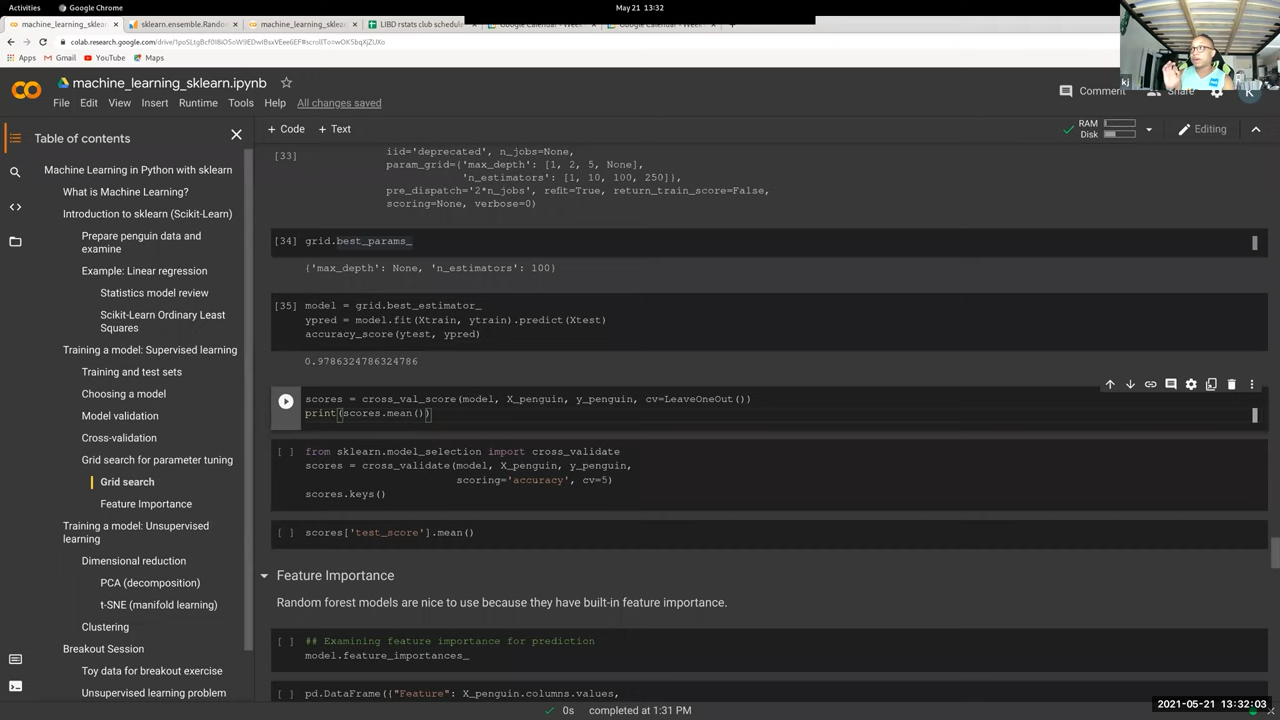 Activities
Google Chrome
May 21 13:32
machine_learning_sklearn
sklearn.ensemble.Random
machine_learning_sklearn
LIBD rstats club schedule
Google Calendar - Week
Google Calendar - Week
colab.research.google.com/drive/
Apps
Gmail
YouTube
Maps
kj
machine_learning_sklearn.ipynb
Comment
Share
K
File Edit View Insert Runtime Tools Help All changes saved
Table of contents
+ Code + Text
RAM
Disk
Editing
Machine Learning in Python with sklearn
What is Machine Learning?
Introduction to sklearn (Scikit-Learn)
Prepare penguin data and
examine
Example: Linear regression
Statistics model review
Scikit-Learn Ordinary Least
Squares
Training a model: Supervised learning
Training and test sets
Choosing a model
Model validation
Cross-validation
Grid search for parameter tuning
Grid search
Feature Importance
Training a model: Unsupervised
learning
Dimensional reduction
PCA (decomposition)
t-SNE (manifold learning)
Clustering
Breakout Session
Toy data for breakout exercise
Unsupervised learning problem
[33]
iid='deprecated', n_jobs=None,
param_grid={'max_depth': [1, 2, 5, None],
'n_estimators': [1, 10, 100, 250]},
pre_dispatch='2*n_jobs', refit=True, return_train_score=False,
scoring=None, verbose=0)
[34] grid.best_params_
{'max_depth': None, 'n_estimators': 100}
[35] model = grid.best_estimator_
ypred = model.fit(Xtrain, ytrain).predict(Xtest)
accuracy_score(ytest, ypred)
0.9786324786324786
scores = cross_val_score(model, X_penguin, y_penguin, cv=LeaveOneOut())
print(scores.mean())
[ ] from sklearn.model_selection import cross_validate
scores = cross_validate(model, X_penguin, y_penguin,
scoring='accuracy', cv=5)
scores.keys()
[ ] scores['test_score'].mean()
Feature Importance
Random forest models are nice to use because they have built-in feature importance.
[ ] ## Examining feature importance for prediction
model.feature_importances_
[ ] pd.DataFrame({"Feature": X_penguin.columns.values,
0s completed at 1:31 PM
2021-05-21 13:32:03